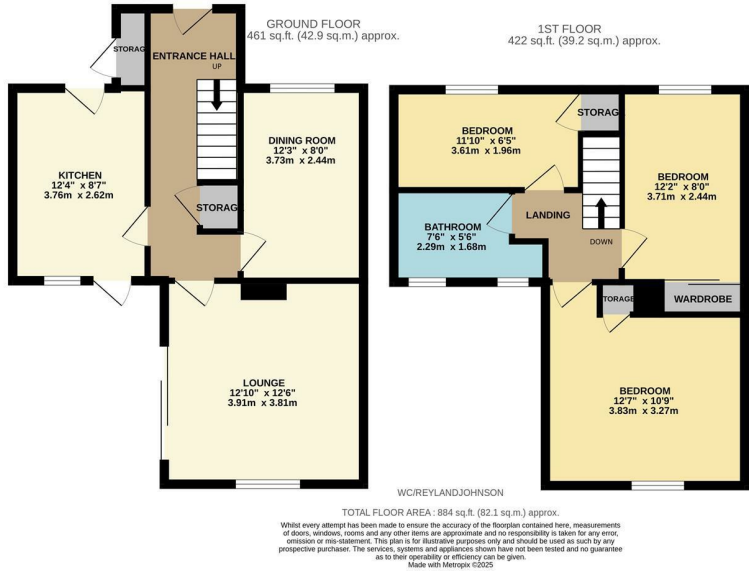 GROUND FLOOR
461 sq.ft. (42.9 sq.m.) approx.
STORAG
ENTRANCE HALL
UP
KITCHEN
12'4" x 8'7"
3.76m x 2.62m
DINING ROOM
12'3" x 8'0"
3.73m x 2.44m
STORAG
LOUNGE
12'10" x 12'6"
3.91m x 3.81m
1ST FLOOR
422 sq.ft. (39.2 sq.m.) approx.
BEDROOM
11'10" x 6'5"
3.61m x 1.96m
STORAG
BEDROOM
12'2" x 8'0"
3.71m x 2.44m
BATHROOM
7'6" x 5'6"
2.29m x 1.68m
LANDING
DOWN
TORAGE
WARDROBE
BEDROOM
12'7" x 10'9"
3.83m x 3.27m
WC/REYLANDJOHNSON
TOTAL FLOOR AREA : 884 sq.ft. (82.1 sq.m.) approx.
Whilst every attempt has been made to ensure the accuracy of the floorplan contained here, measurements
of doors, windows, rooms and any other items are approximate and no responsibility is taken for any error,
omission or mis-statement. This plan is for illustrative purposes only and should be used as such by any
prospective purchaser. The services, systems and appliances shown have not been tested and no guarantee
as to their operability or efficiency can be given.
Made with Metropix ©2025